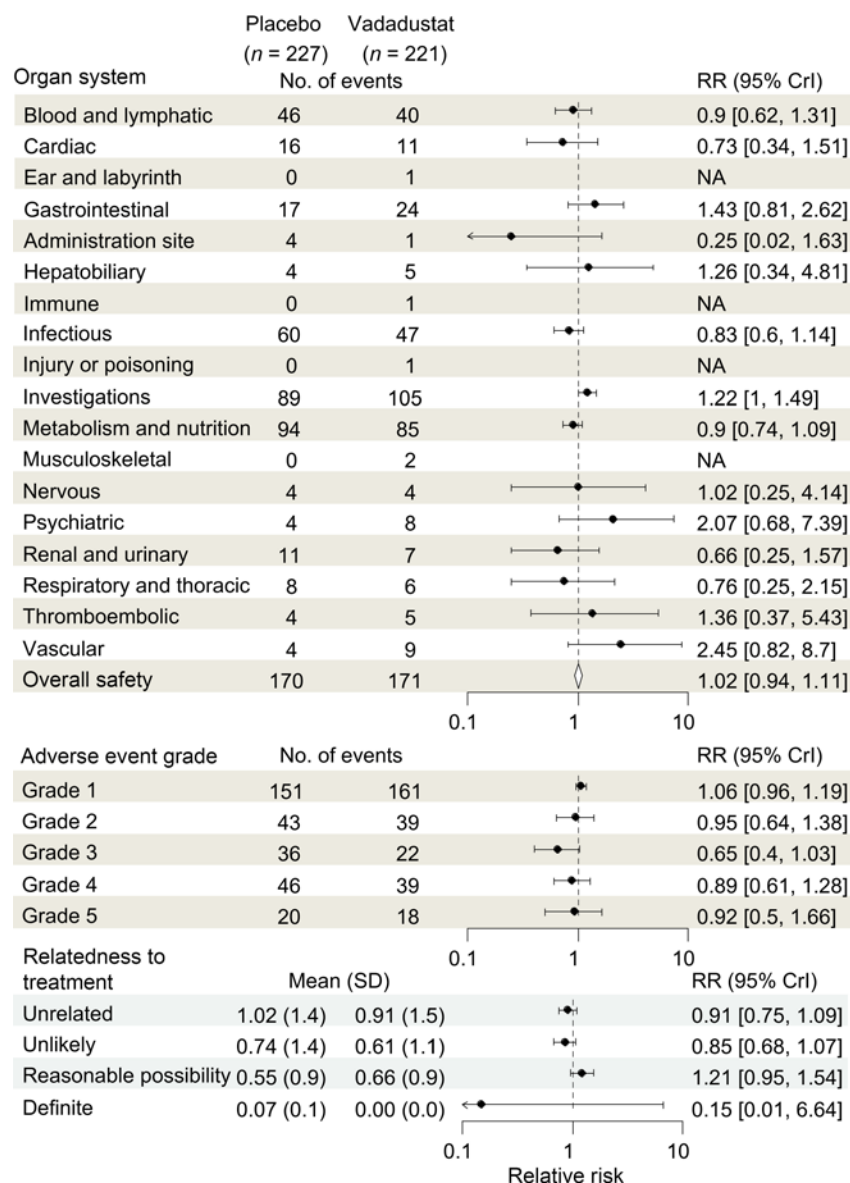 Placebo Vadadustat
(n = 227) (n = 221)
Organ system No. of events RR (95% CrI)
Blood and lymphatic 46 40 0.9 [0.62, 1.31]
Cardiac 16 11 0.73 [0.34, 1.51]
Ear and labyrinth 0 1 NA
Gastrointestinal 17 24 1.43 [0.81, 2.62]
Administration site 4 1 0.25 [0.02, 1.63]
Hepatobiliary 4 5 1.26 [0.34, 4.81]
Immune 0 1 NA
Infectious 60 47 0.83 [0.6, 1.14]
Injury or poisoning 0 1 NA
Investigations 89 105 1.22 [1, 1.49]
Metabolism and nutrition 94 85 0.9 [0.74, 1.09]
Musculoskeletal 0 2 NA
Nervous 4 4 1.02 [0.25, 4.14]
Psychiatric 4 8 2.07 [0.68, 7.39]
Renal and urinary 11 7 0.66 [0.25, 1.57]
Respiratory and thoracic 8 6 0.76 [0.25, 2.15]
Thromboembolic 4 5 1.36 [0.37, 5.43]
Vascular 4 9 2.45 [0.82, 8.7]
Overall safety 170 171 1.02 [0.94, 1.11]
0.1 1 10
Adverse event grade No. of events RR (95% CrI)
Grade 1 151 161 1.06 [0.96, 1.19]
Grade 2 43 39 0.95 [0.64, 1.38]
Grade 3 36 22 0.65 [0.4, 1.03]
Grade 4 46 39 0.89 [0.61, 1.28]
Grade 5 20 18 0.92 [0.5, 1.66]
0.1 1 10
Relatedness to
treatment Mean (SD) RR (95% CrI)
Unrelated 1.02 (1.4) 0.91 (1.5) 0.91 [0.75, 1.09]
Unlikely 0.74 (1.4) 0.61 (1.1) 0.85 [0.68, 1.07]
Reasonable possibility 0.55 (0.9) 0.66 (0.9) 1.21 [0.95, 1.54]
Definite 0.07 (0.1) 0.00 (0.0) 0.15 [0.01, 6.64]
0.1 1 10
Relative risk